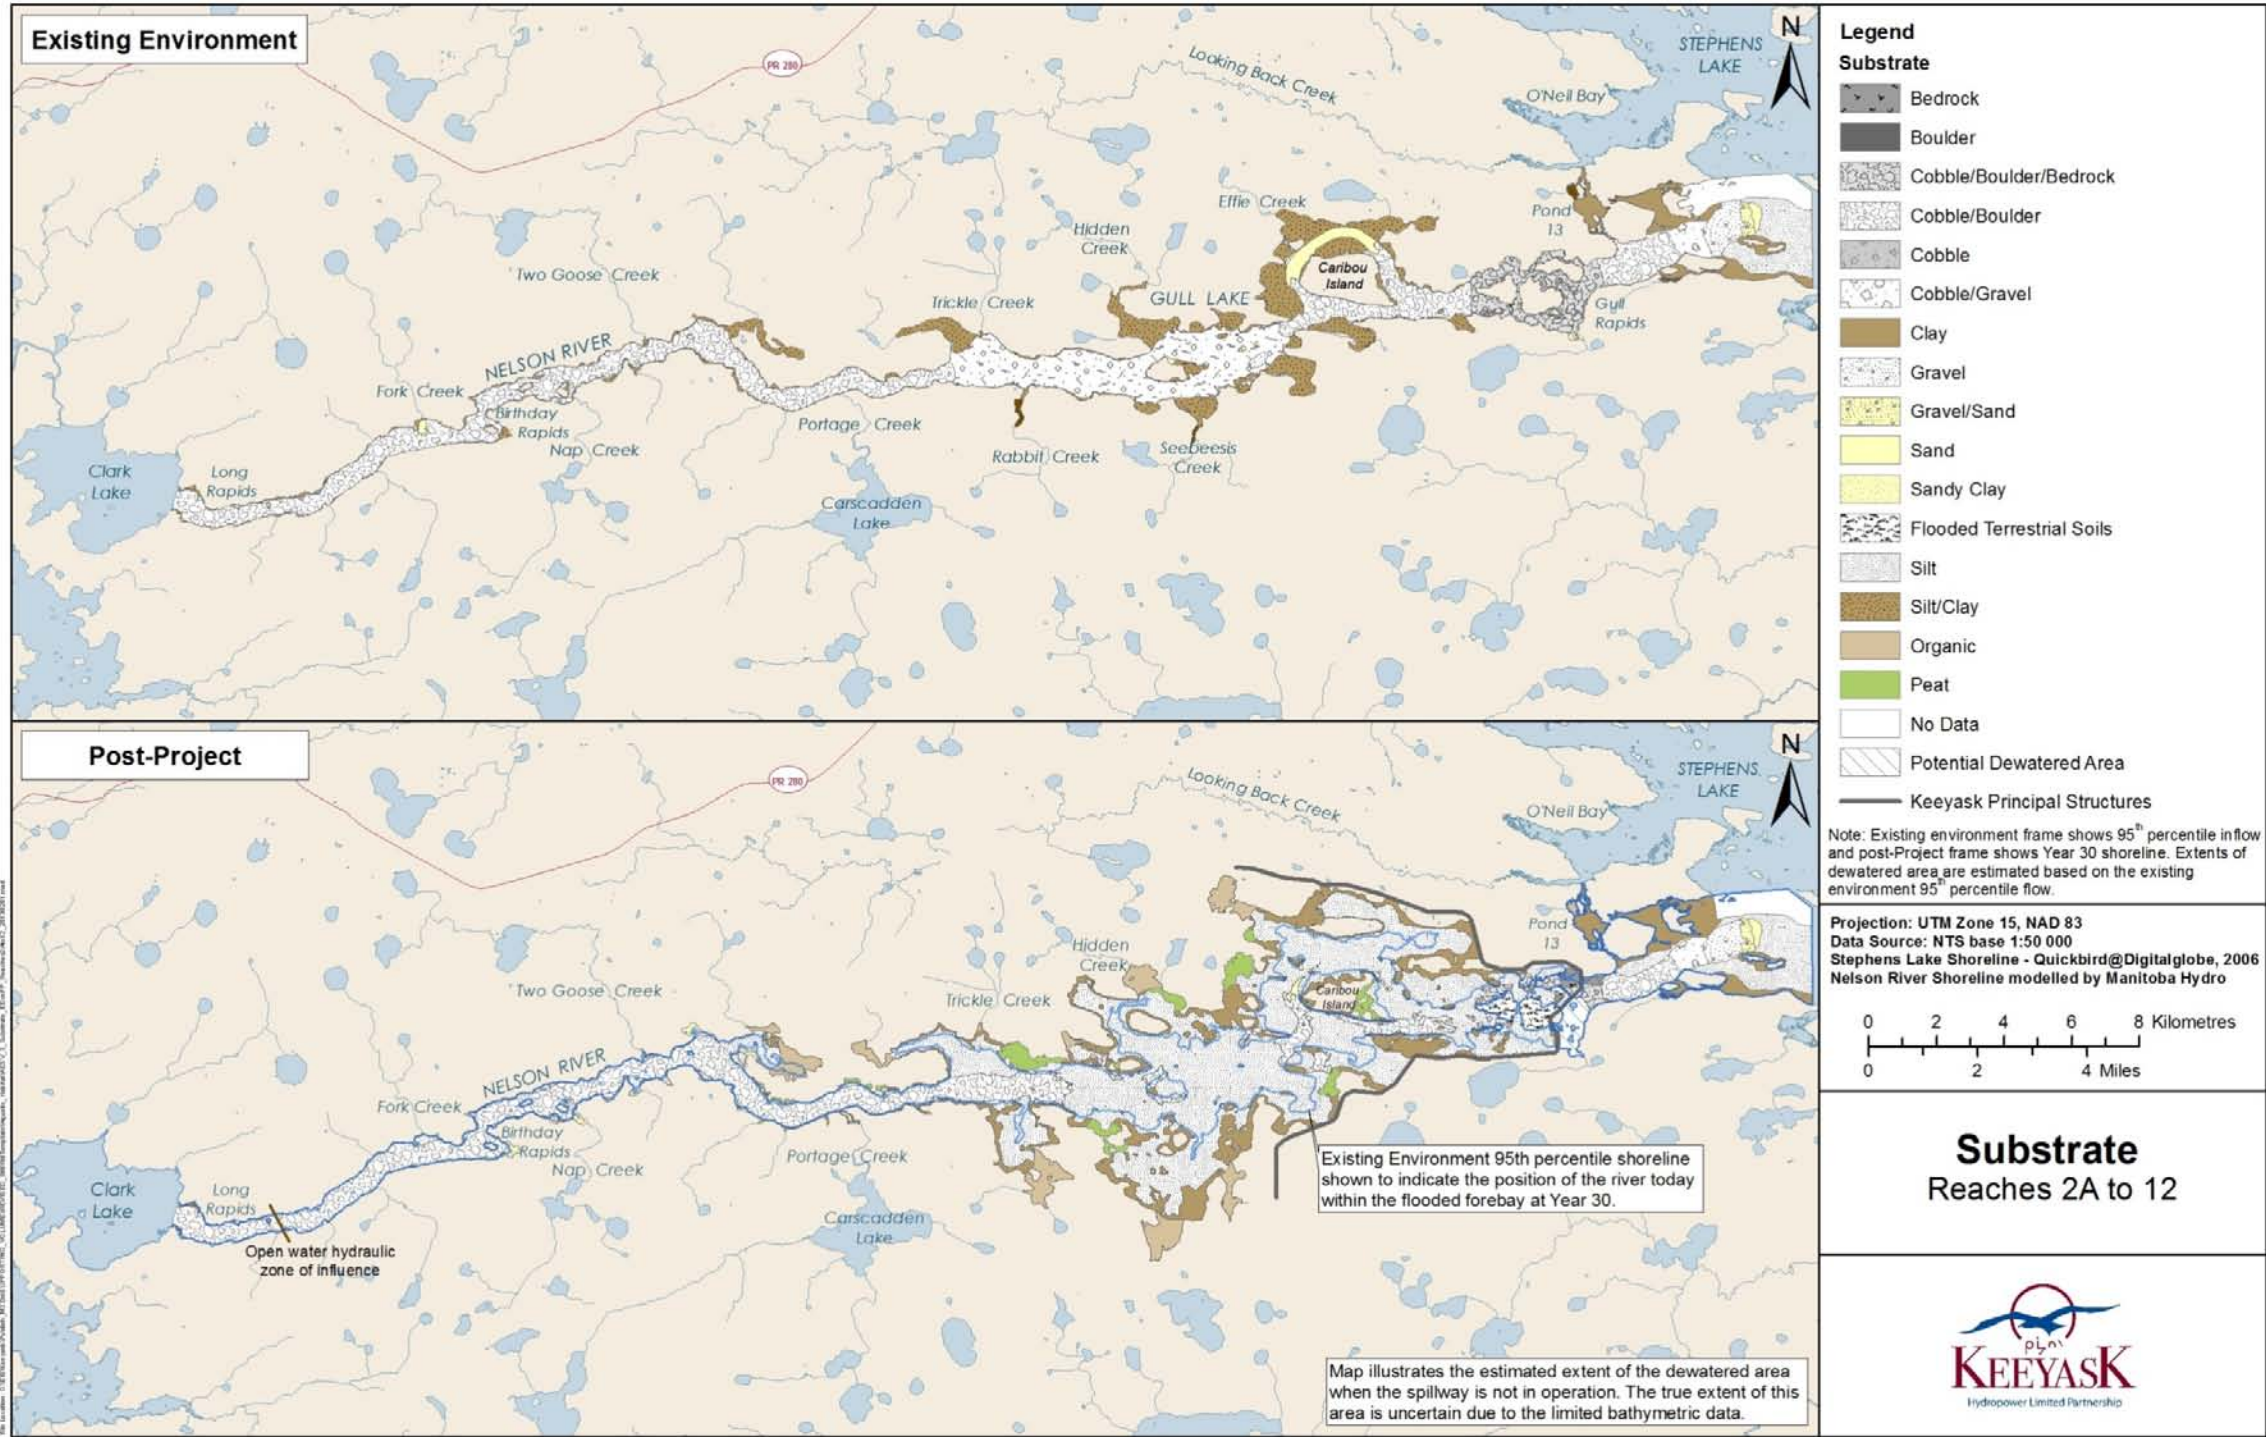 Existing Environment
N
STEPHENS
LAKE
PR 280
Looking Back Creek
O'Neil Bay
Effie Creek
Pond
13
Hidden
Creek
Two Goose Creek
Caribou
Island
Trickle Creek
GULL LAKE
Gull
Rapids
NELSON RIVER
Fork Creek
Birthday
Rapids
Portage Creek
Nap Creek
Rabbit Creek
Seebeesis
Creek
Clark
Lake
Long
Rapids
Carscadden
Lake
Post-Project
N
STEPHENS
LAKE
PR 280
Looking Back Creek
O'Neil Bay
Pond
13
Hidden
Creek
Two Goose Creek
Trickle Creek
Caribou
Island
NELSON RIVER
Fork Creek
Birthday
Rapids
Nap Creek
Portage Creek
Existing Environment 95th percentile shoreline
shown to indicate the position of the river today
within the flooded forebay at Year 30.
Clark
Lake
Long
Rapids
Carscadden
Lake
Open water hydraulic
zone of influence
Map illustrates the estimated extent of the dewatered area
when the spillway is not in operation. The true extent of this
area is uncertain due to the limited bathymetric data.
Legend
Substrate
Bedrock
Boulder
Cobble/Boulder/Bedrock
Cobble/Boulder
Cobble
Cobble/Gravel
Clay
Gravel
Gravel/Sand
Sand
Sandy Clay
Flooded Terrestrial Soils
Silt
Silt/Clay
Organic
Peat
No Data
Potential Dewatered Area
Keeyask Principal Structures
Note: Existing environment frame shows 95th percentile inflow
and post-Project frame shows Year 30 shoreline. Extents of
dewatered area are estimated based on the existing
environment 95th percentile flow.
Projection: UTM Zone 15, NAD 83
Data Source: NTS base 1:50 000
Stephens Lake Shoreline - Quickbird@Digitalglobe, 2006
Nelson River Shoreline modelled by Manitoba Hydro
0 2 4 6 8 Kilometres
0 2 4 Miles
Substrate
Reaches 2A to 12
KEEYASK
Hydropower Limited Partnership